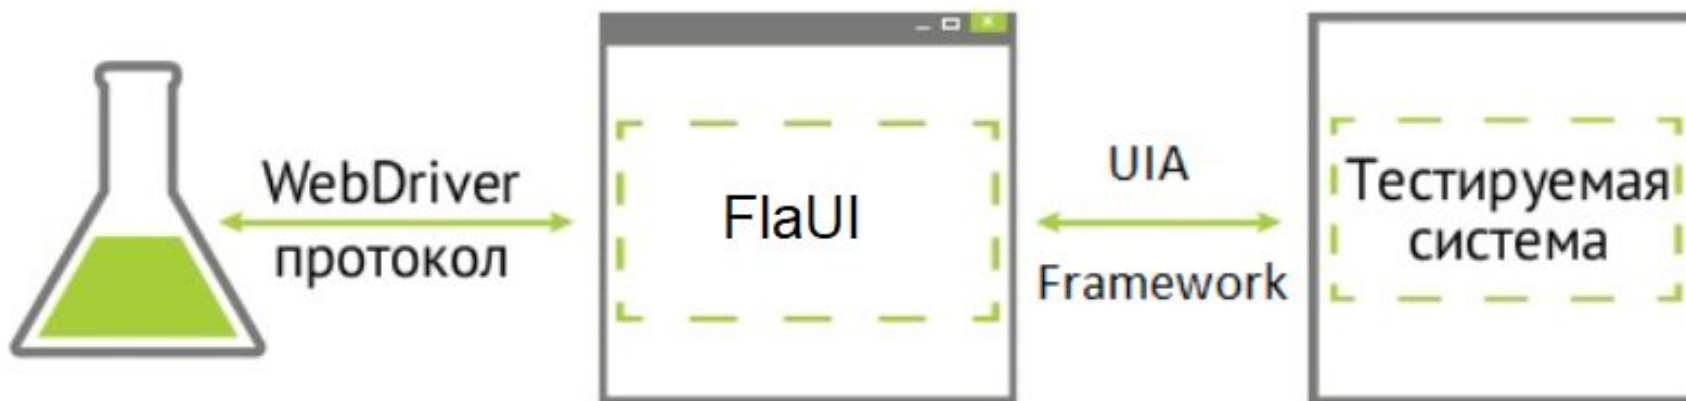 WebDriver
протокол
FlaUI
UIA
Framework
Тестируемая
система